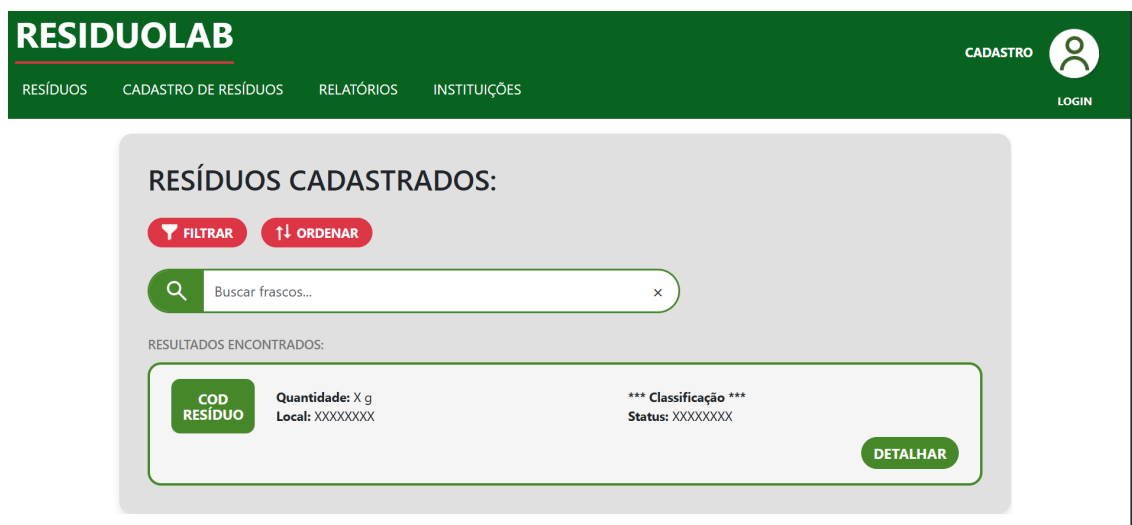 RESIDUOLAB
CADASTRO
LOGIN
RESÍDUOS CADASTRO DE RESÍDUOS RELATÓRIOS INSTITUIÇÕES
RESÍDUOS CADASTRADOS:
FILTRAR ORDENAR
Buscar frascos... ×
RESULTADOS ENCONTRADOS:
COD
RESÍDUO
Quantidade: X g
Local: XXXXXXXX
*** Classificação ***
Status: XXXXXXXX
DETALHAR